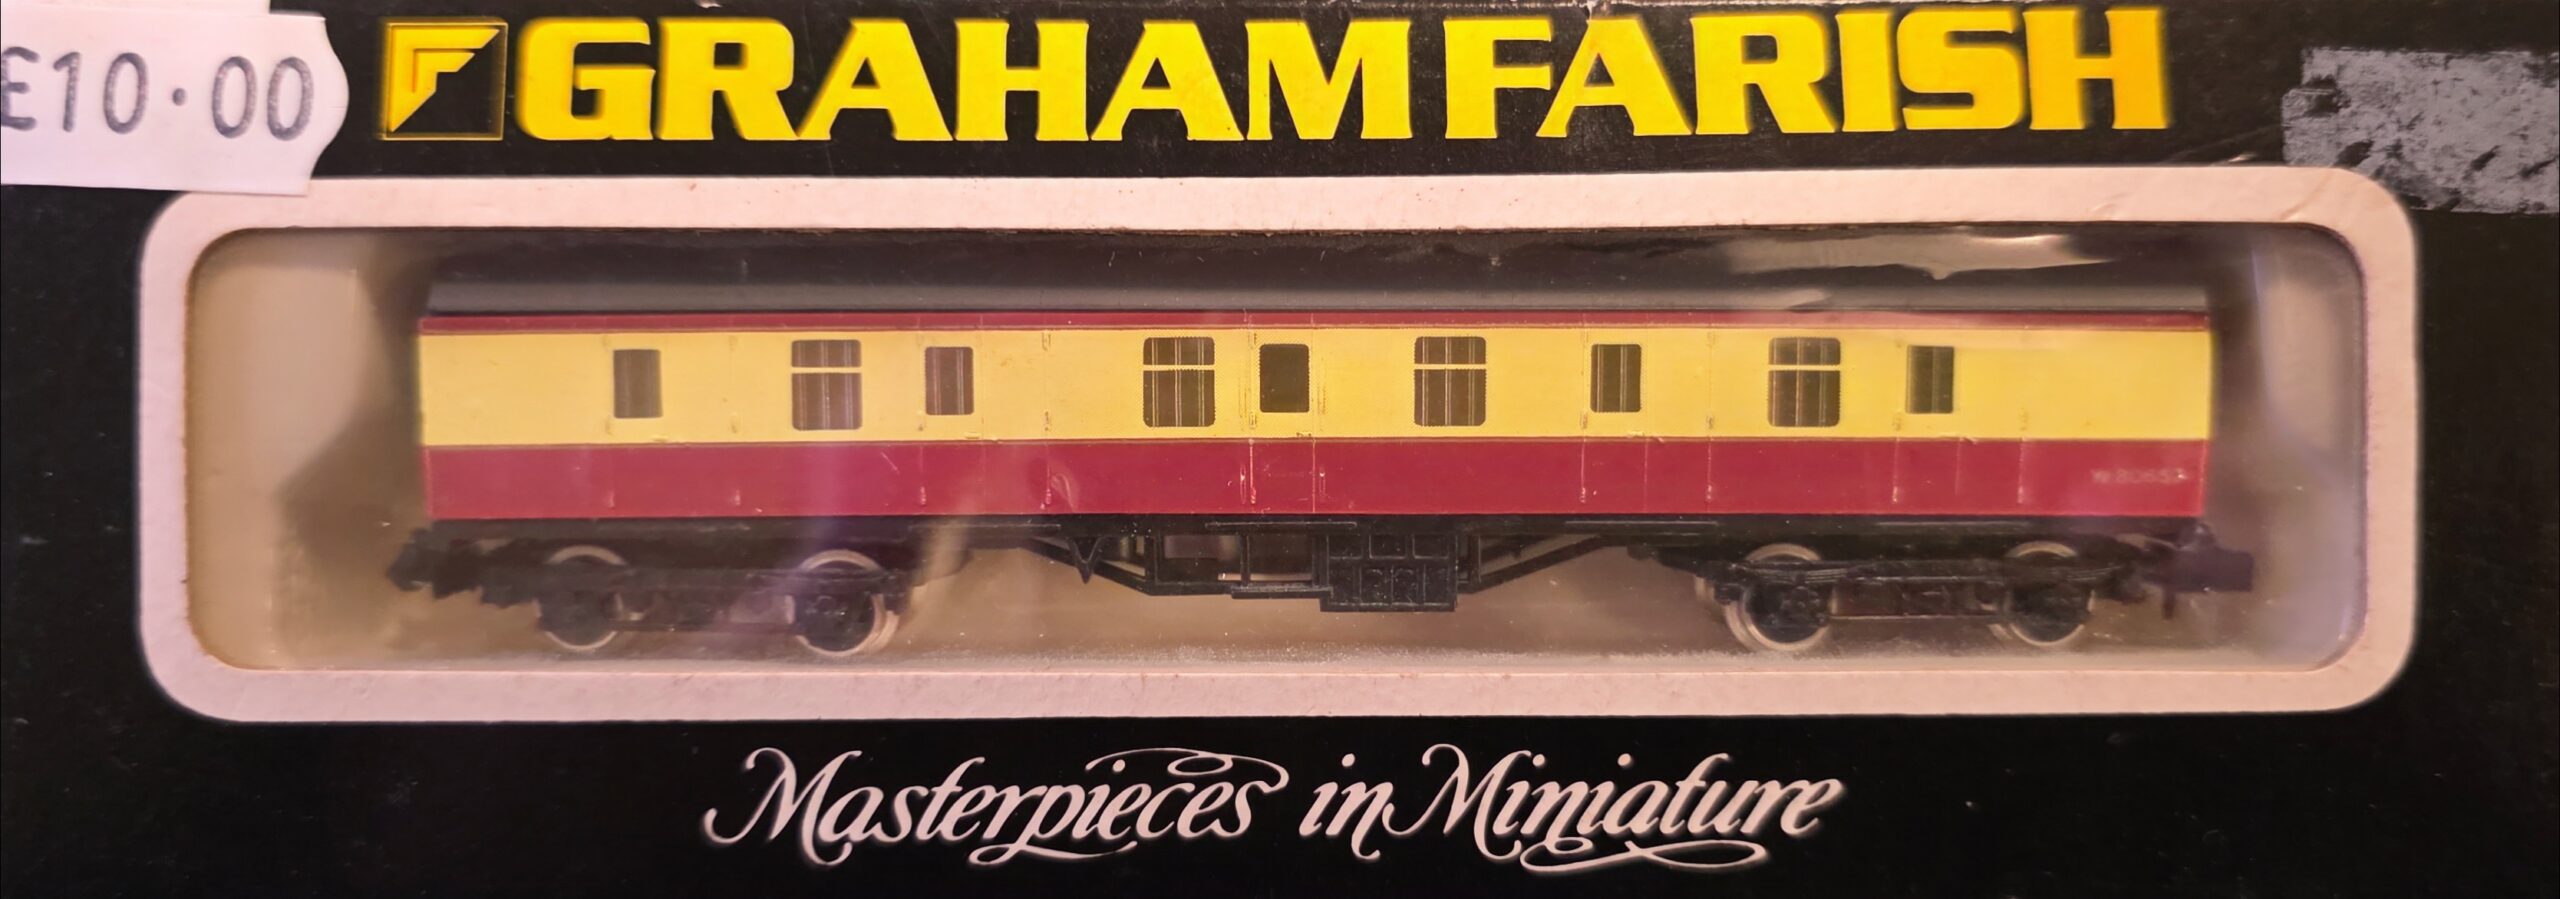 £10.00
GRAHAM FARISH
Masterpieces in Miniature